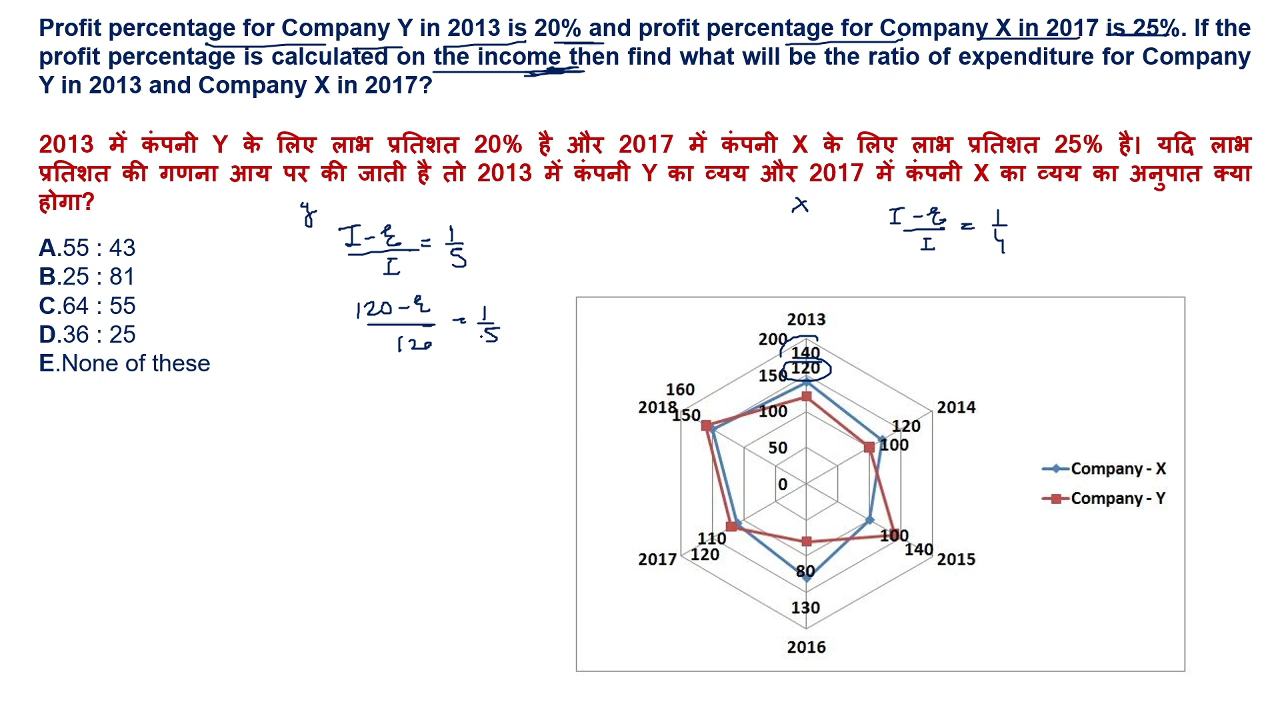 Profit percentage for Company Y in 2013 is 20% and profit percentage for Company X in 2017 is 25%. If the
profit percentage is calculated on the income then find what will be the ratio of expenditure for Company
Y in 2013 and Company X in 2017?
2013 में कंपनी Y के लिए लाभ प्रतिशत 20% है और 2017 में कंपनी X के लिए लाभ प्रतिशत 25% है। यदि लाभ
प्रतिशत की गणना आय पर की जाती है तो 2013 में कंपनी Y का व्यय और 2017 में कंपनी X का व्यय का अनुपात क्या
होगा?
A.55 : 43
B.25 : 81
C.64 : 55
D.36 : 25
E.None of these
y
I-E/I = 1/5
120-E/120 = 1/5
X
I-E/I = 1/4
2013
200
140
120
150
100
50
0
2014
120
100
100
140
2015
80
130
2016
110
120
2017
160
2018
150
Company - X
Company - Y